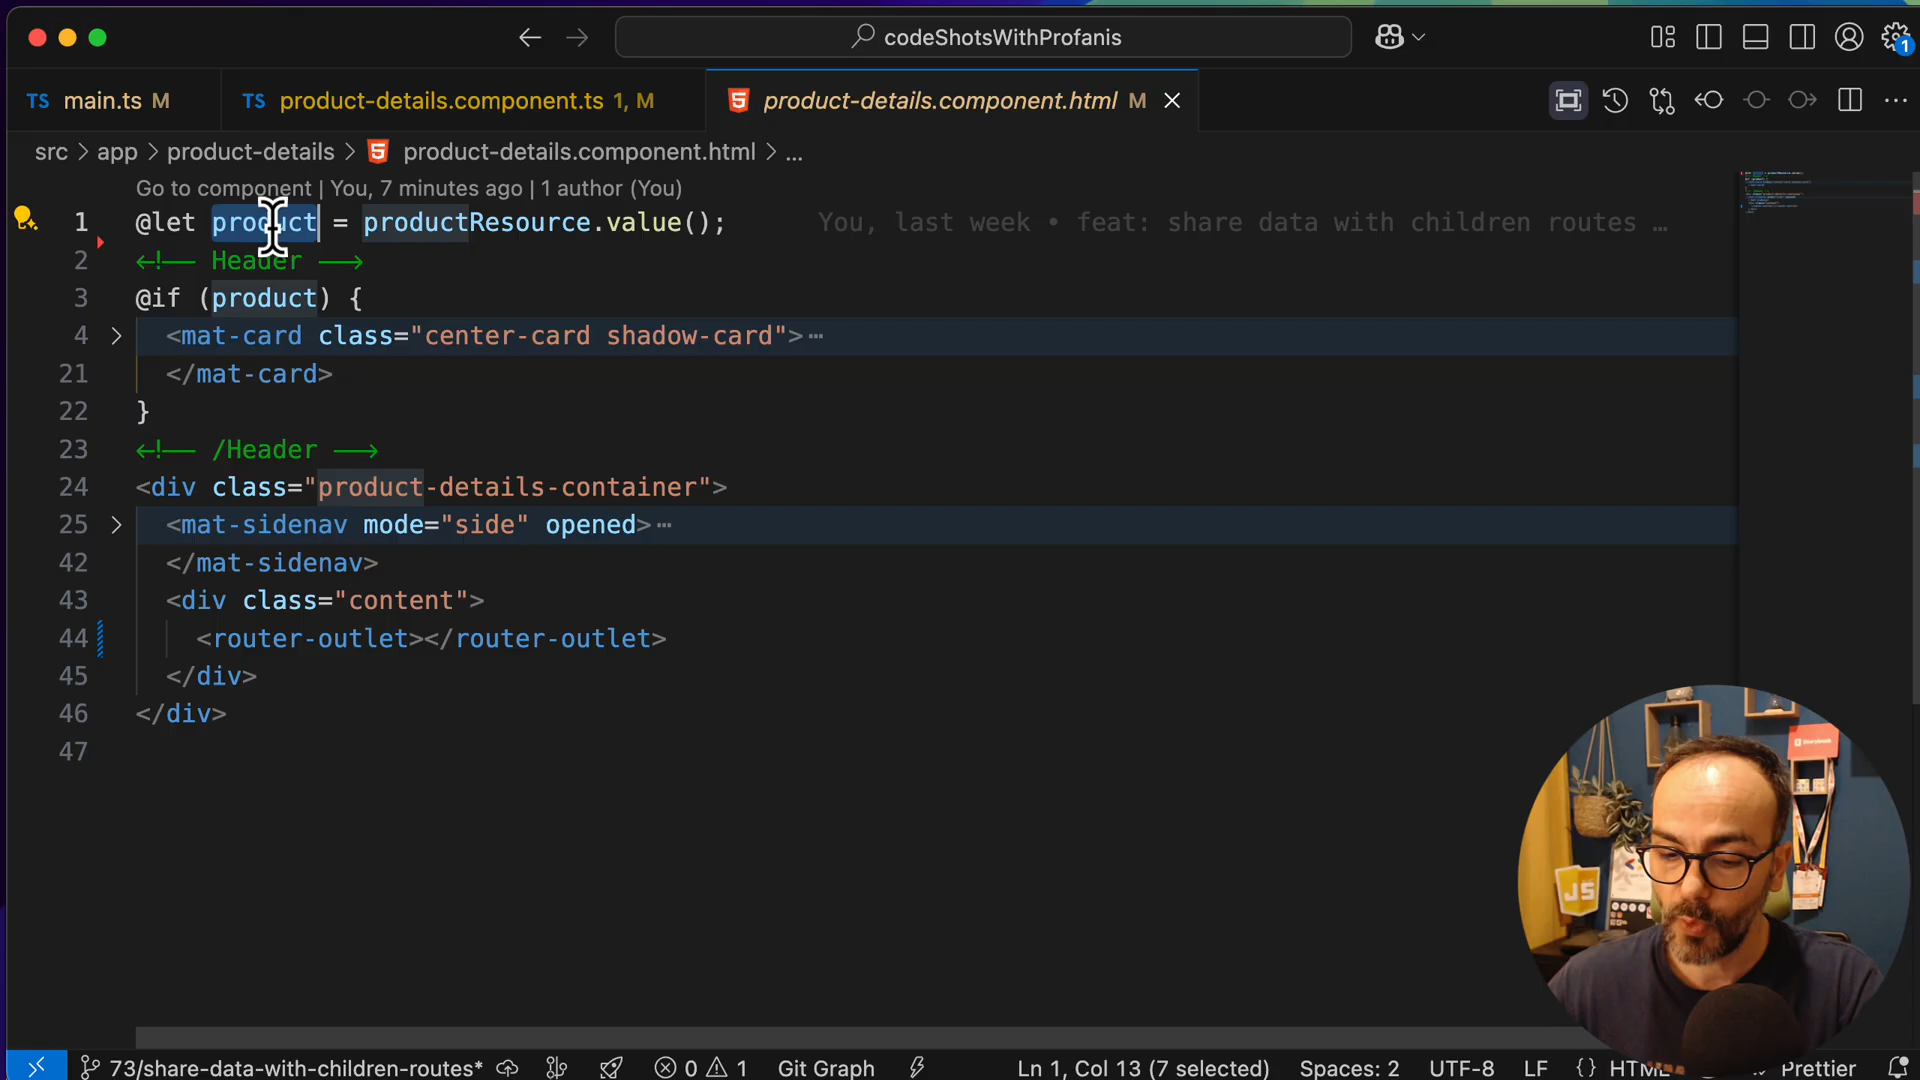 codeShotsWithProfanis
1
TS main.ts M
TS product-details.component.ts 1, M
product-details.component.html M
src > app > product-details > product-details.component.html > ...
Go to component | You, 7 minutes ago | 1 author (You)
1 @let product = productResource.value(); You, last week • feat: share data with children routes …
2 <!-- Header -->
3 @if (product) {
4 <mat-card class="center-card shadow-card">⋯
21 </mat-card>
22 }
23 <!-- /Header -->
24 <div class="product-details-container">
25 <mat-sidenav mode="side" opened>⋯
42 </mat-sidenav>
43 <div class="content">
44 <router-outlet></router-outlet>
45 </div>
46 </div>
47
Storybook
JS
73/share-data-with-children-routes* 0 1 Git Graph Ln 1, Col 13 (7 selected) Spaces: 2 UTF-8 LF {} HTML Prettier